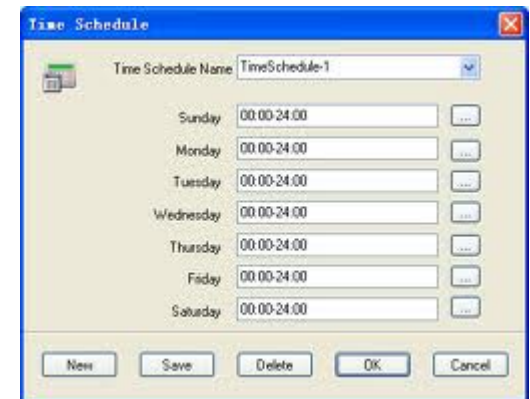 Time Schedule
Time Schedule Name TimeSchedule-1
Sunday 00:00-24:00 ...
Monday 00:00-24:00 ...
Tuesday 00:00-24:00 ...
Wednesday 00:00-24:00 ...
Thursday 00:00-24:00 ...
Friday 00:00-24:00 ...
Saturday 00:00-24:00 ...
New Save Delete OK Cancel